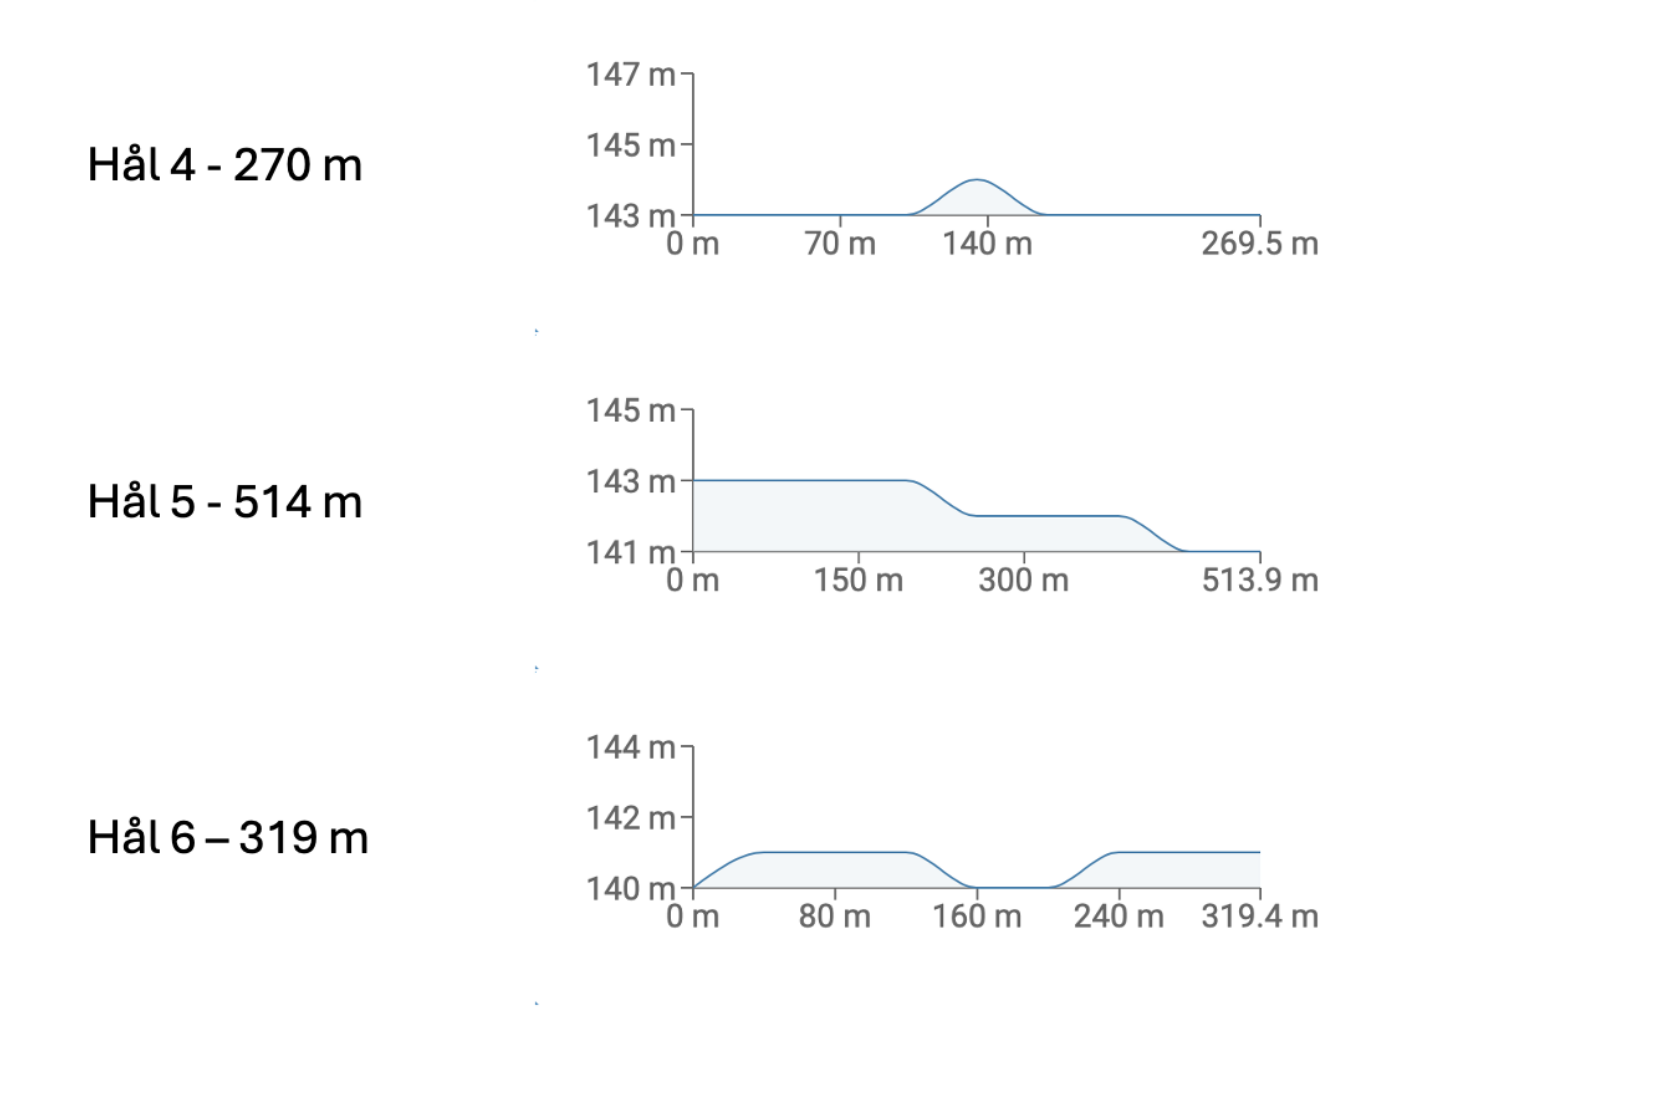 147 m
145 m
Hål 4 - 270 m
143 m
0 m 70 m 140 m 269.5 m
145 m
143 m
Hål 5 - 514 m
141 m
0 m 150 m 300 m 513.9 m
144 m
142 m
Hål 6 – 319 m
140 m
0 m 80 m 160 m 240 m 319.4 m